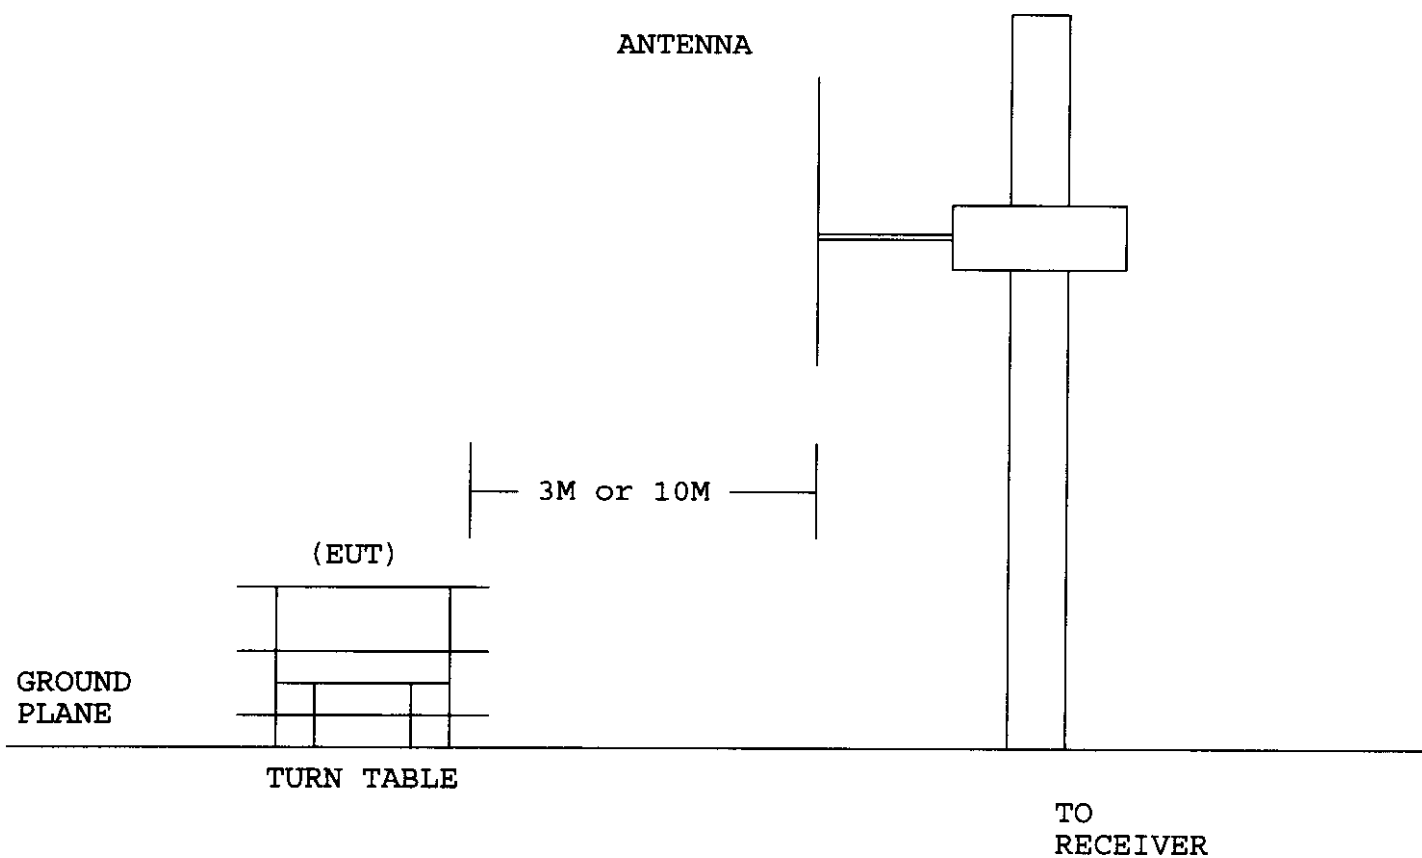 ANTENNA
3M or 10M
(EUT)
GROUND
PLANE
TURN TABLE
TO
RECEIVER